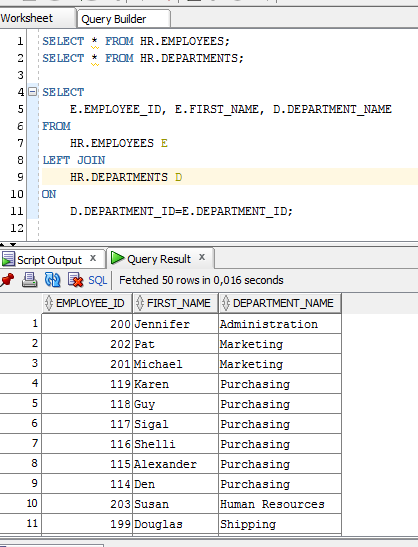 Worksheet Query Builder
1 SELECT * FROM HR.EMPLOYEES;
2 SELECT * FROM HR.DEPARTMENTS;
3
4 SELECT
5 E.EMPLOYEE_ID, E.FIRST_NAME, D.DEPARTMENT_NAME
6 FROM
7 HR.EMPLOYEES E
8 LEFT JOIN
9 HR.DEPARTMENTS D
10 ON
11 D.DEPARTMENT_ID=E.DEPARTMENT_ID;
12
Script Output x Query Result x
SQL Fetched 50 rows in 0,016 seconds
EMPLOYEE_ID FIRST_NAME DEPARTMENT_NAME
1 200 Jennifer Administration
2 202 Pat Marketing
3 201 Michael Marketing
4 119 Karen Purchasing
5 118 Guy Purchasing
6 117 Sigal Purchasing
7 116 Shelli Purchasing
8 115 Alexander Purchasing
9 114 Den Purchasing
10 203 Susan Human Resources
11 199 Douglas Shipping